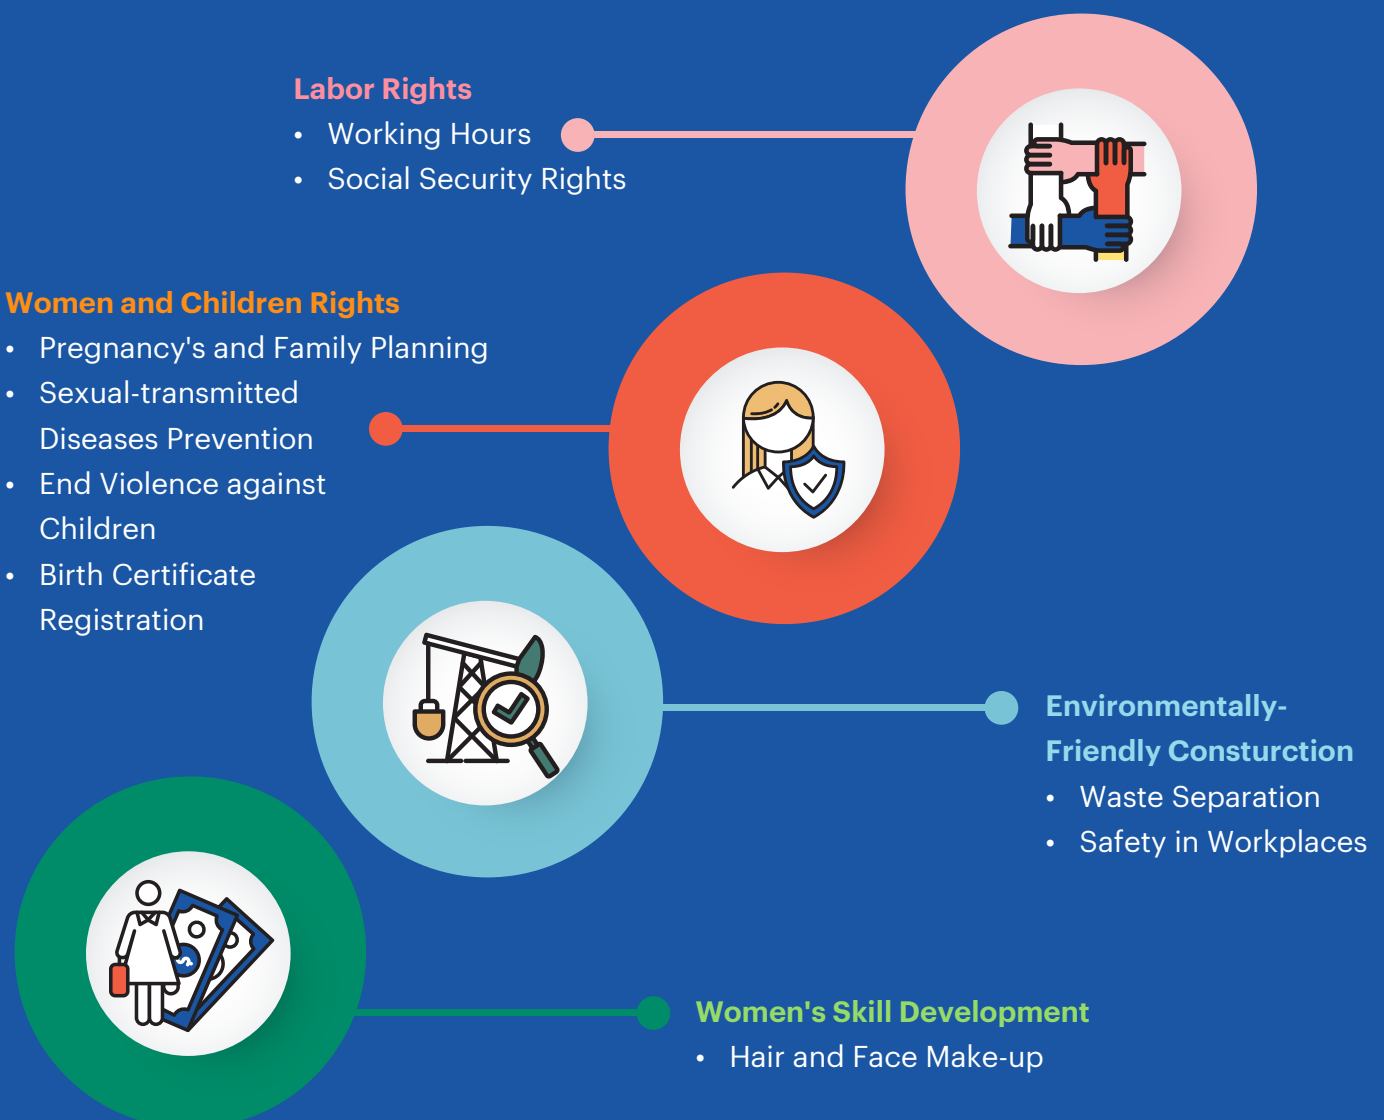 Labor Rights
• Working Hours
• Social Security Rights
Women and Children Rights
• Pregnancy's and Family Planning
• Sexual-transmitted
Diseases Prevention
• End Violence against
Children
• Birth Certificate
Registration
Environmentally-
Friendly Consturction
• Waste Separation
• Safety in Workplaces
Women's Skill Development
• Hair and Face Make-up